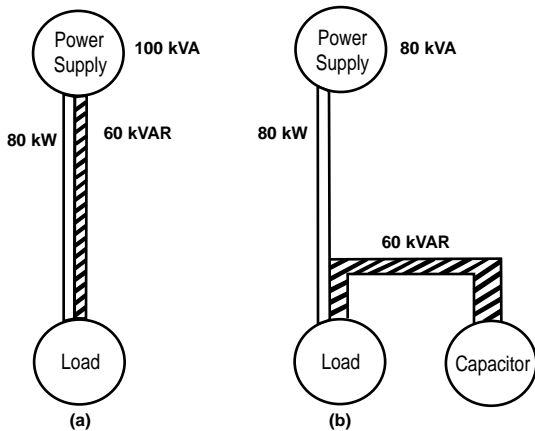 Power
Supply
100 kVA
80 kW
60 kVAR
Load
(a)
Power
Supply
80 kVA
80 kW
60 kVAR
Load
Capacitor
(b)